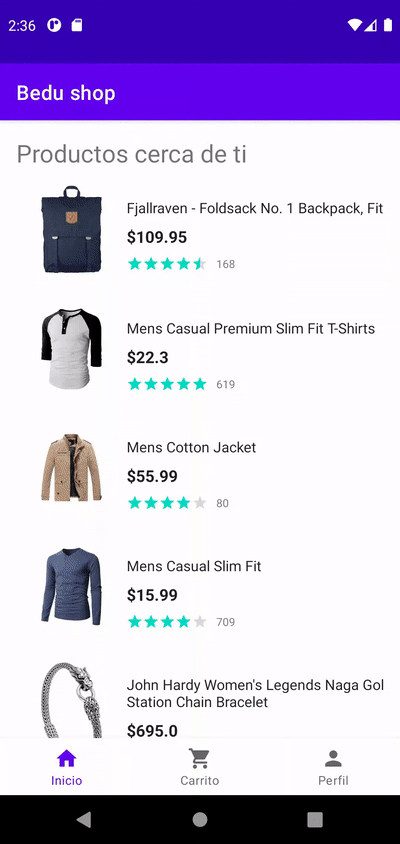 2:36
Bedu shop
Productos cerca de ti
Fjallraven - Foldsack No. 1 Backpack, Fit
$109.95
168
Mens Casual Premium Slim Fit T-Shirts
$22.3
619
Mens Cotton Jacket
$55.99
80
Mens Casual Slim Fit
$15.99
709
John Hardy Women's Legends Naga Gol
Station Chain Bracelet
$695.0
Inicio
Carrito
Perfil